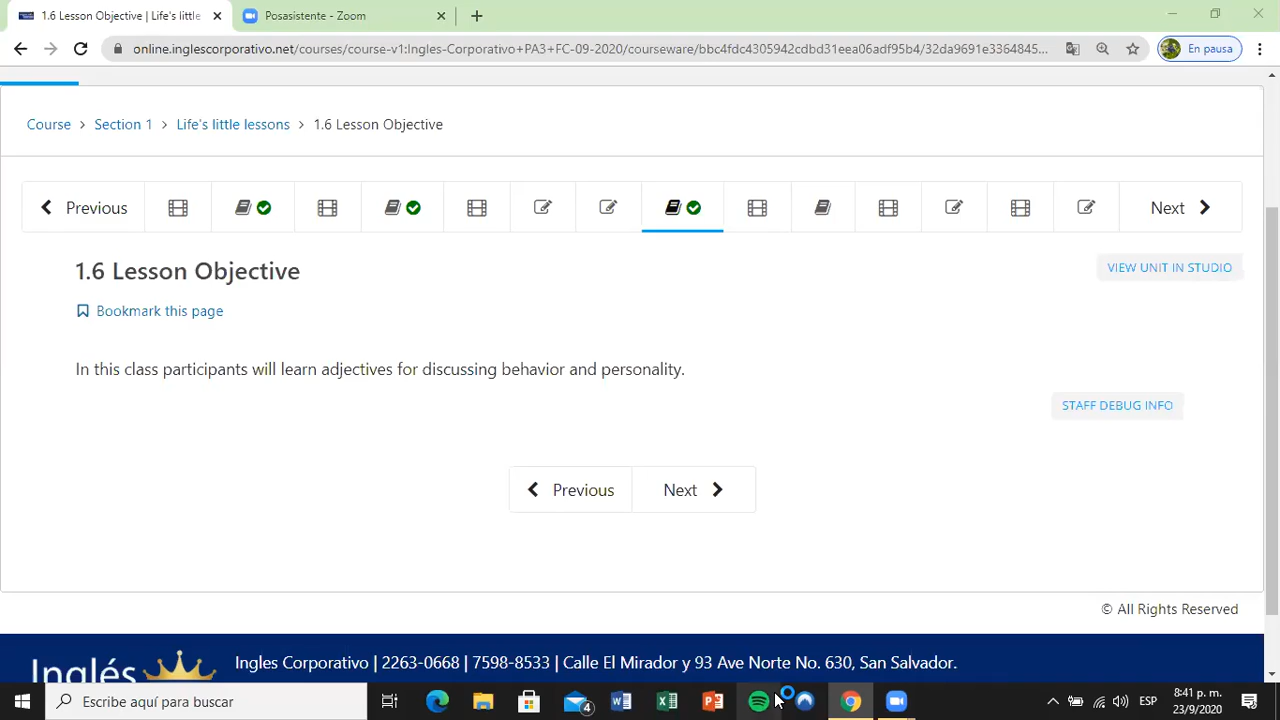 1.6 Lesson Objective | Life's little
Posasistente - Zoom
online.inglescorporativo.net/courses/course-v1:Ingles-Corporativo+PA3+FC-09-2020/courseware/bbc4fdc4305942cdbd31eea06adf95b4/32da9691e3364845...
En pausa
Course > Section 1 > Life's little lessons > 1.6 Lesson Objective
Previous
Next
1.6 Lesson Objective
VIEW UNIT IN STUDIO
Bookmark this page
In this class participants will learn adjectives for discussing behavior and personality.
STAFF DEBUG INFO
Previous
Next
© All Rights Reserved
Inglés
Ingles Corporativo | 2263-0668 | 7598-8533 | Calle El Mirador y 93 Ave Norte No. 630, San Salvador.
Escribe aquí para buscar
4
ESP
8:41 p. m.
23/9/2020